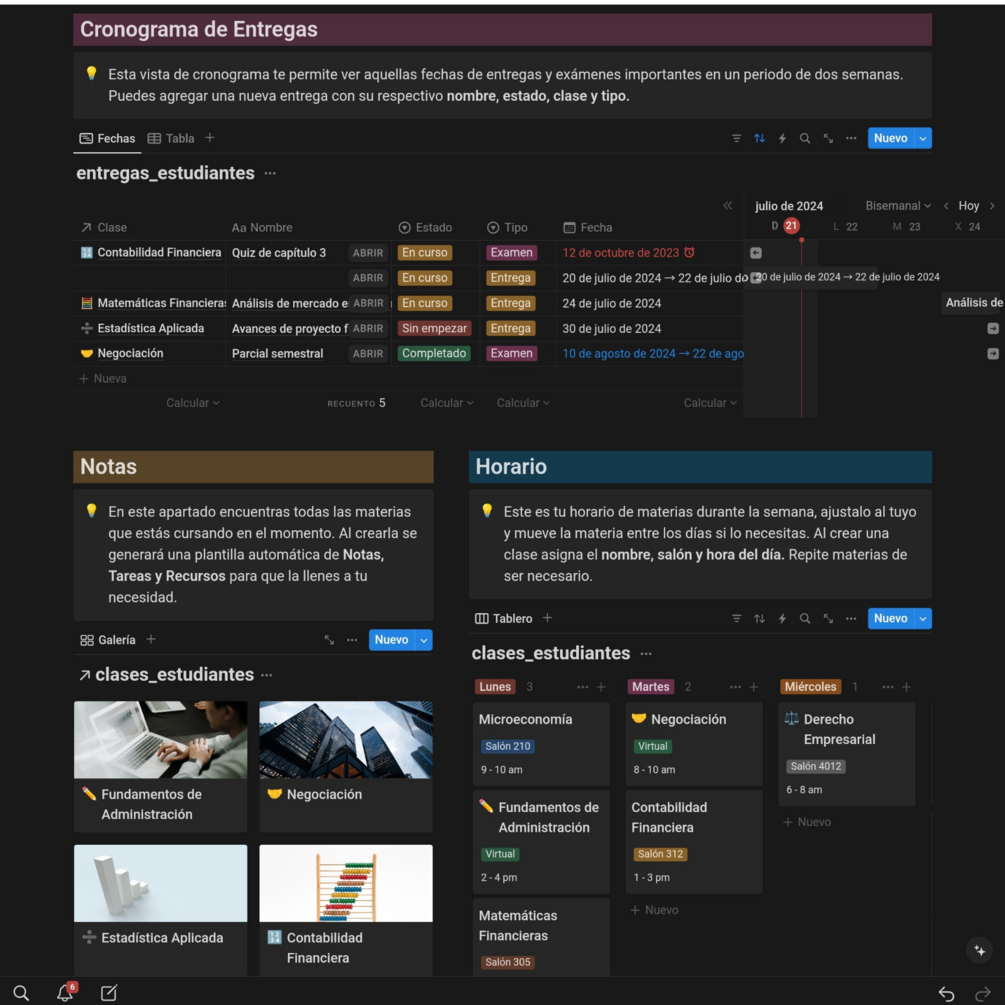 Cronograma de Entregas
Esta vista de cronograma te permite ver aquellas fechas de entregas y exámenes importantes en un periodo de dos semanas.
Puedes agregar una nueva entrega con su respectivo nombre, estado, clase y tipo.
Fechas Tabla + Nuevo
entregas_estudiantes ...
julio de 2024 Bisemanal Hoy
Clase Aa Nombre Estado Tipo Fecha D 21 L 22 M 23 X 24
Contabilidad Financiera Quiz de capítulo 3 ABRIR En curso Examen 12 de octubre de 2023
ABRIR En curso Entrega 20 de julio de 2024 → 22 de julio do 20 de julio de 2024 → 22 de julio de 2024
Matemáticas Financieras Análisis de mercado e ABRIR En curso Entrega 24 de julio de 2024 Análisis de
Estadística Aplicada Avances de proyecto f ABRIR Sin empezar Entrega 30 de julio de 2024
Negociación Parcial semestral ABRIR Completado Examen 10 de agosto de 2024 → 22 de ago
+ Nueva
Calcular RECUENTO 5 Calcular Calcular Calcular
Notas
En este apartado encuentras todas las materias
que estás cursando en el momento. Al crearla se
generará una plantilla automática de Notas,
Tareas y Recursos para que la llenes a tu
necesidad.
Galería + ... Nuevo
clases_estudiantes ...
Fundamentos de
Administración
Negociación
Estadística Aplicada
Contabilidad
Financiera
Horario
Este es tu horario de materias durante la semana, ajustalo al tuyo
y mueve la materia entre los días si lo necesitas. Al crear una
clase asigna el nombre, salón y hora del día. Repite materias de
ser necesario.
Tablero + ... Nuevo
clases_estudiantes ...
Lunes 3 ... +
Microeconomía
Salón 210
9 - 10 am
Fundamentos de
Administración
Virtual
2 - 4 pm
Matemáticas
Financieras
Salón 305
Martes 2 ... +
Negociación
Virtual
8 - 10 am
Contabilidad
Financiera
Salón 312
1 - 3 pm
+ Nuevo
Miércoles 1 ... +
Derecho
Empresarial
Salón 4012
6 - 8 am
+ Nuevo
6